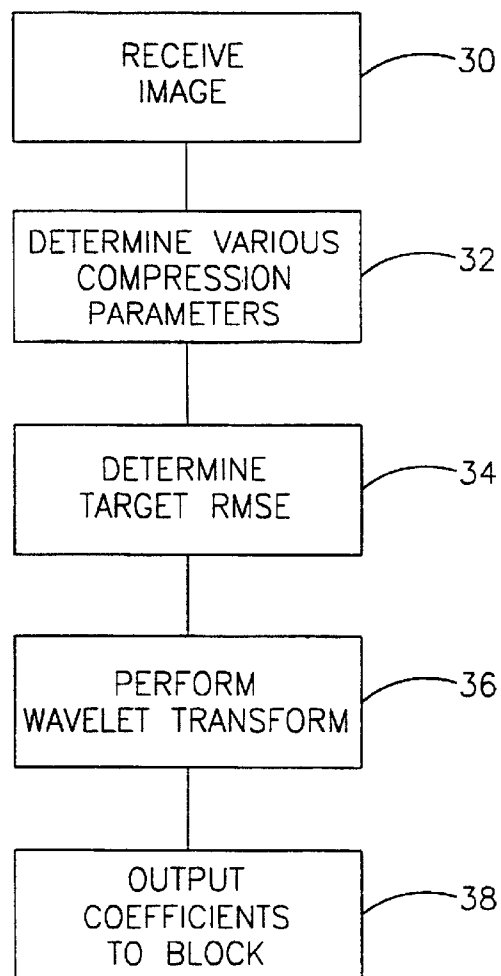 RECEIVE
IMAGE
30
DETERMINE VARIOUS
COMPRESSION
PARAMETERS
32
DETERMINE
TARGET RMSE
34
PERFORM
WAVELET TRANSFORM
36
OUTPUT
COEFFICIENTS
TO BLOCK
38